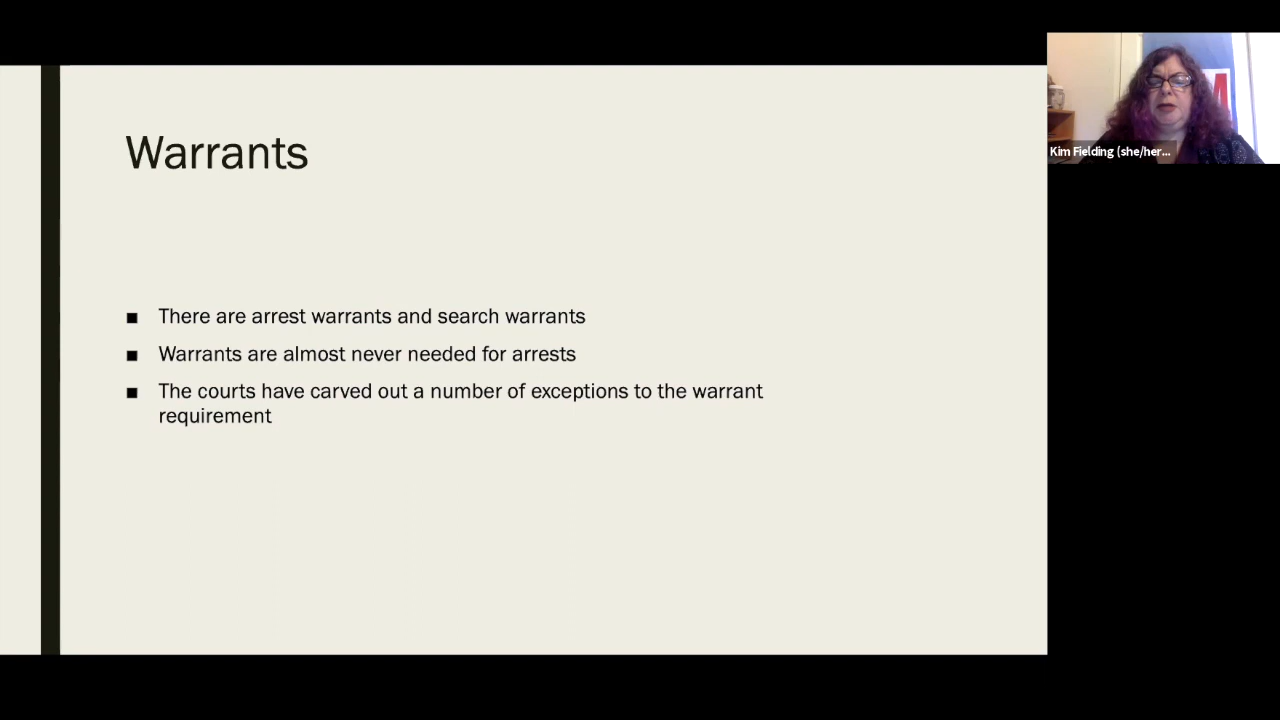 Warrants
There are arrest warrants and search warrants
Warrants are almost never needed for arrests
The courts have carved out a number of exceptions to the warrant
requirement
Kim Fielding (she/her...